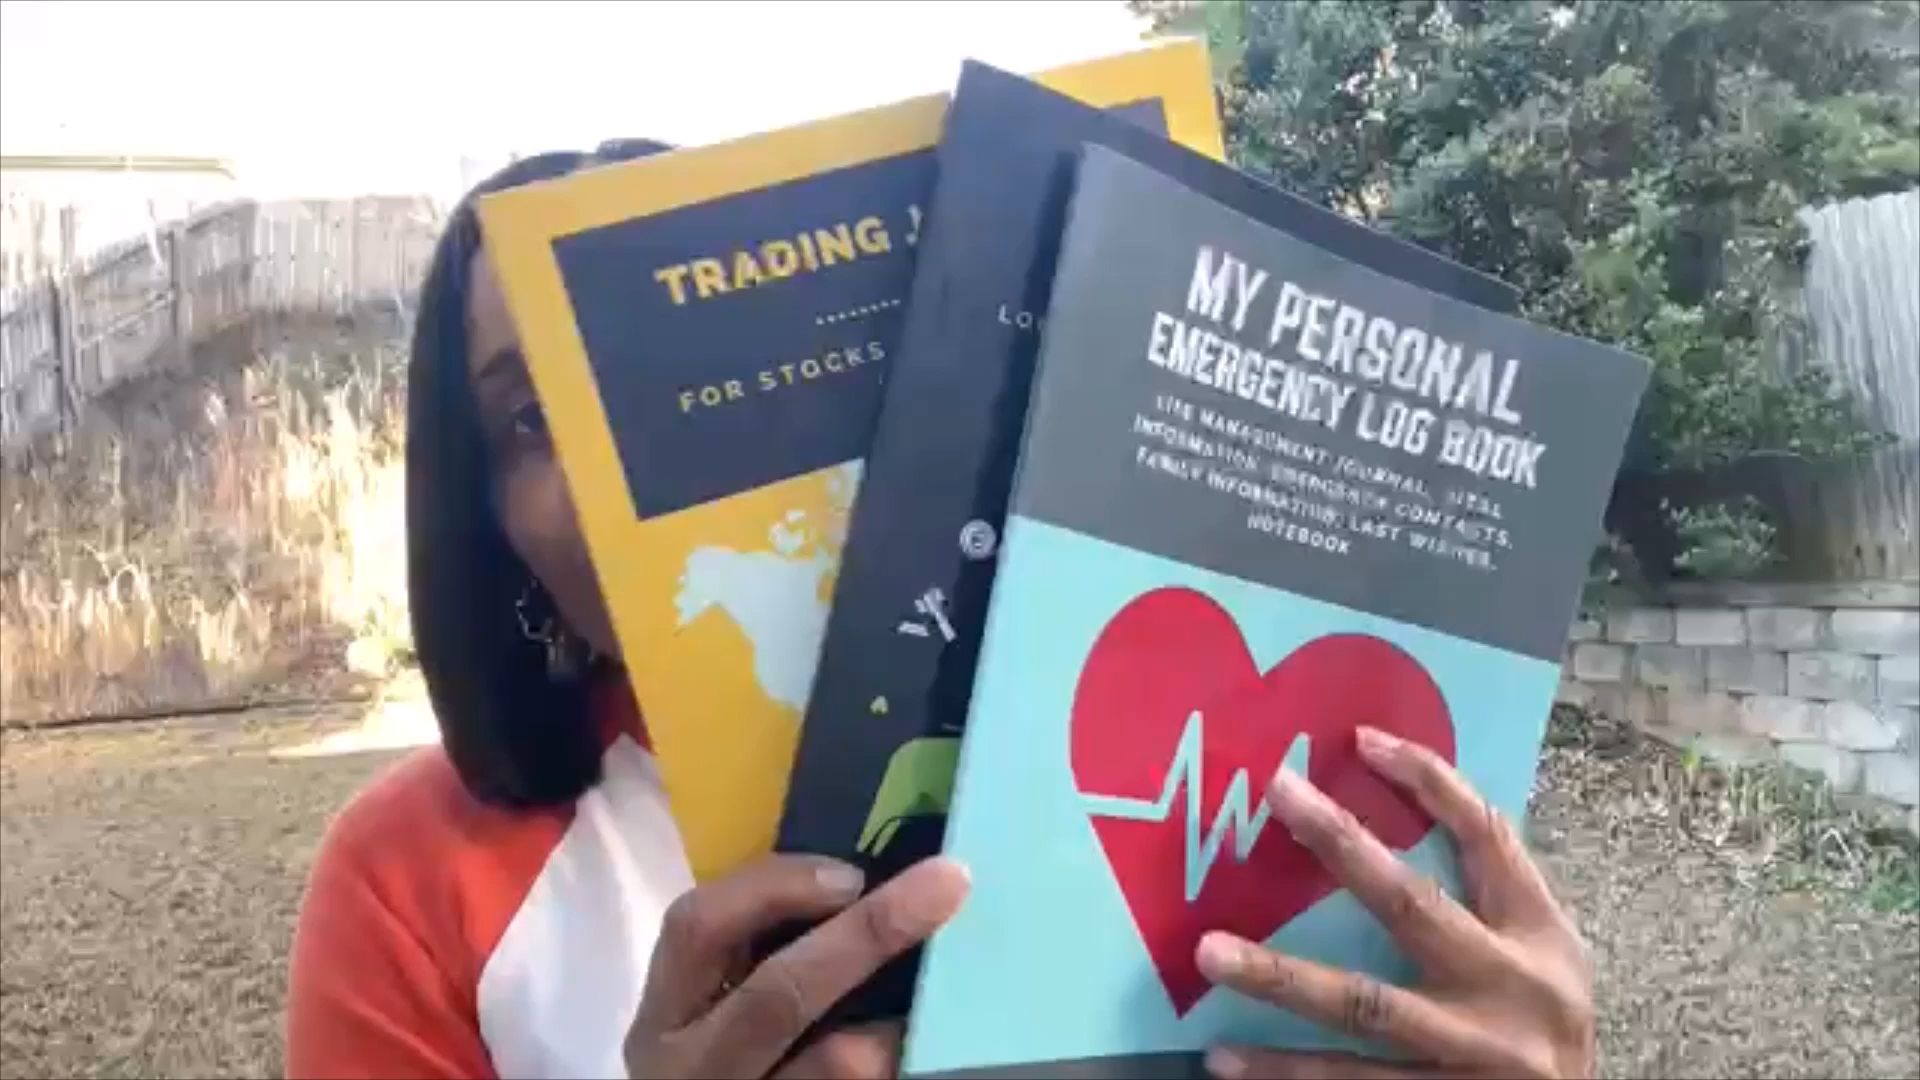 TRADING
FOR STOCKS
MY PERSONAL
EMERGENCY LOG BOOK
LIFE MANAGEMENT JOURNAL, VITAL
INFORMATION, EMERGENCY CONTACTS,
FAMILY INFORMATION, LAST WISHES,
NOTEBOOK